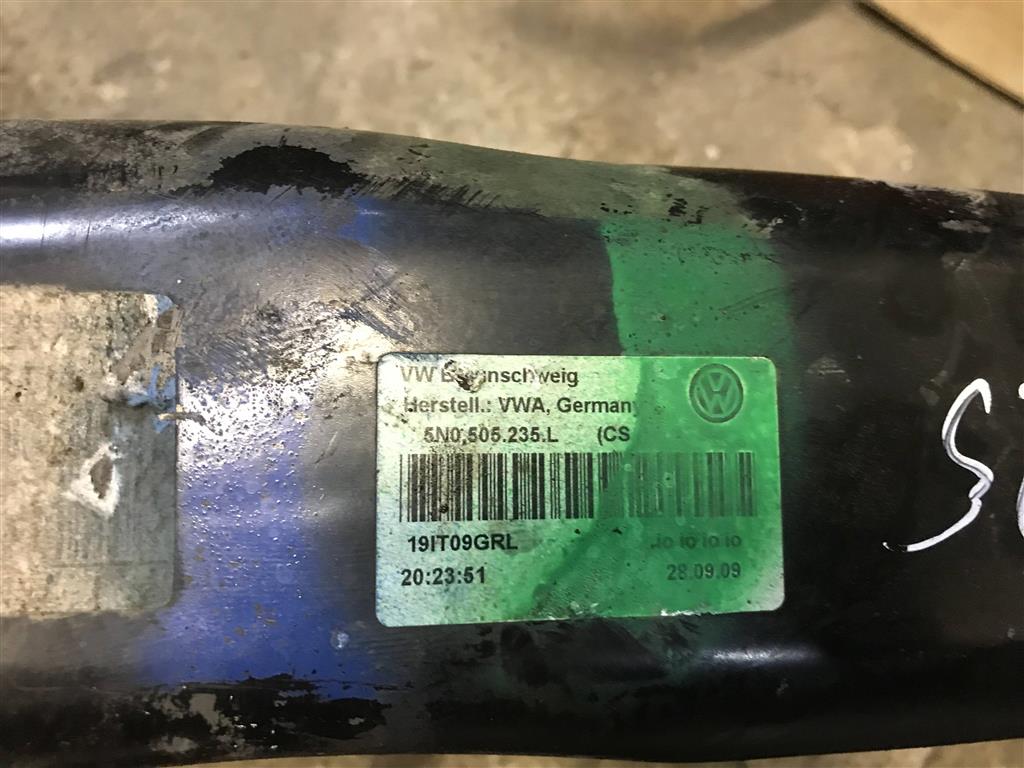 VW Braunschweig
Herstell.: VWA, Germany
5N0.505.235.L (CS
19IT09GRL
20:23:51 28.09.09